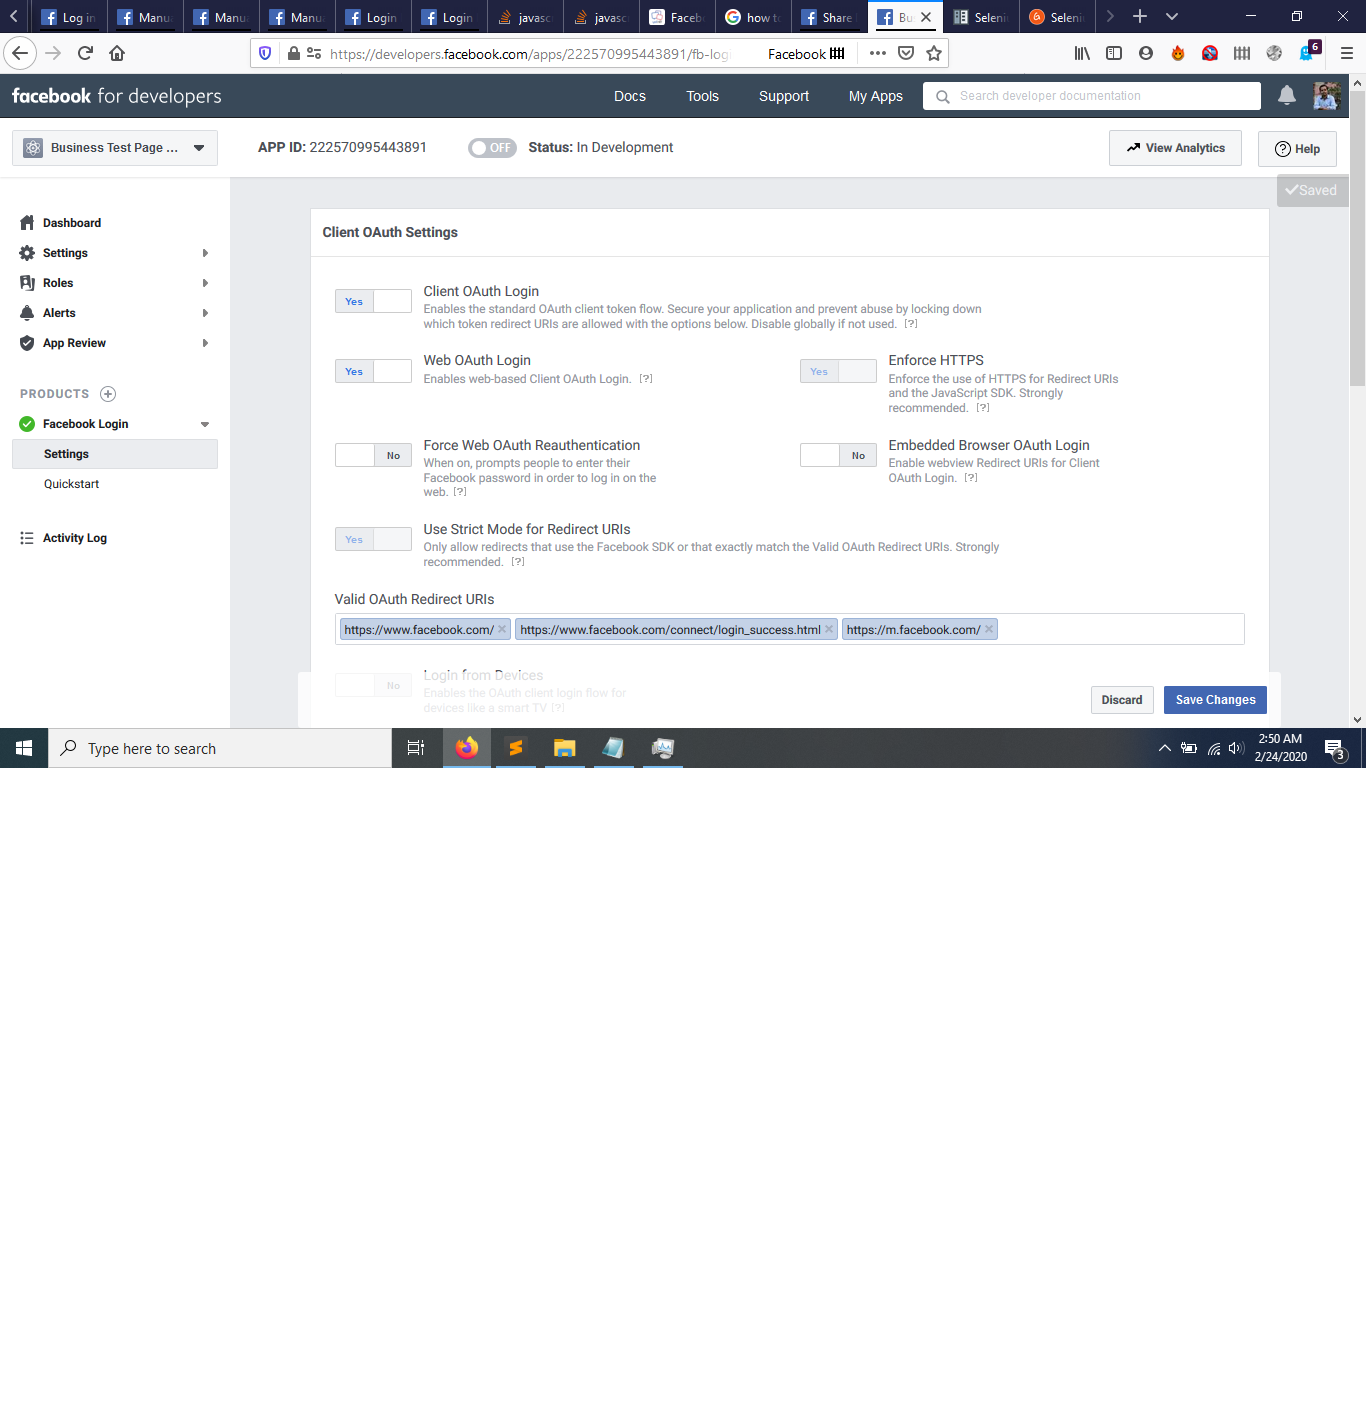 Log in
Manu
Manu
Manu
Login
Login
javasc
javasc
Faceb
how to
Share
Bu
Seleni
Seleni
https://developers.facebook.com/apps/222570995443891/fb-logi
Facebook
6
facebook for developers
Docs
Tools
Support
My Apps
Search developer documentation
Business Test Page ...
APP ID: 222570995443891
OFF
Status: In Development
View Analytics
Help
Saved
Dashboard
Settings
Roles
Alerts
App Review
PRODUCTS
Facebook Login
Settings
Quickstart
Activity Log
Client OAuth Settings
Yes
Client OAuth Login
Enables the standard OAuth client token flow. Secure your application and prevent abuse by locking down
which token redirect URIs are allowed with the options below. Disable globally if not used. [?]
Yes
Web OAuth Login
Enables web-based Client OAuth Login. [?]
Yes
Enforce HTTPS
Enforce the use of HTTPS for Redirect URIs
and the JavaScript SDK. Strongly
recommended. [?]
No
Force Web OAuth Reauthentication
When on, prompts people to enter their
Facebook password in order to log in on the
web. [?]
No
Embedded Browser OAuth Login
Enable webview Redirect URIs for Client
OAuth Login. [?]
Yes
Use Strict Mode for Redirect URIs
Only allow redirects that use the Facebook SDK or that exactly match the Valid OAuth Redirect URIs. Strongly
recommended. [?]
Valid OAuth Redirect URIs
https://www.facebook.com/
https://www.facebook.com/connect/login_success.html
https://m.facebook.com/
No
Login from Devices
Enables the OAuth client login flow for
devices like a smart TV [?]
Discard
Save Changes
Type here to search
2:50 AM
2/24/2020
3